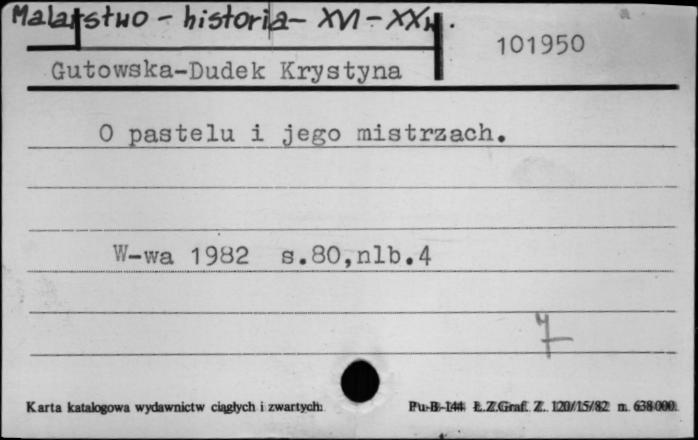 Malarstwo - historia - XVI - XX w.
101950
Gutowska-Dudek Krystyna
O pastelu i jego mistrzach.
W-wa 1982 s.80,nlb.4
7
Karta katalogowa wydawnictw ciągłych i zwartych. Pu-B-144 Ł.Z.Graf. Z. 120/15/82 n. 638000.